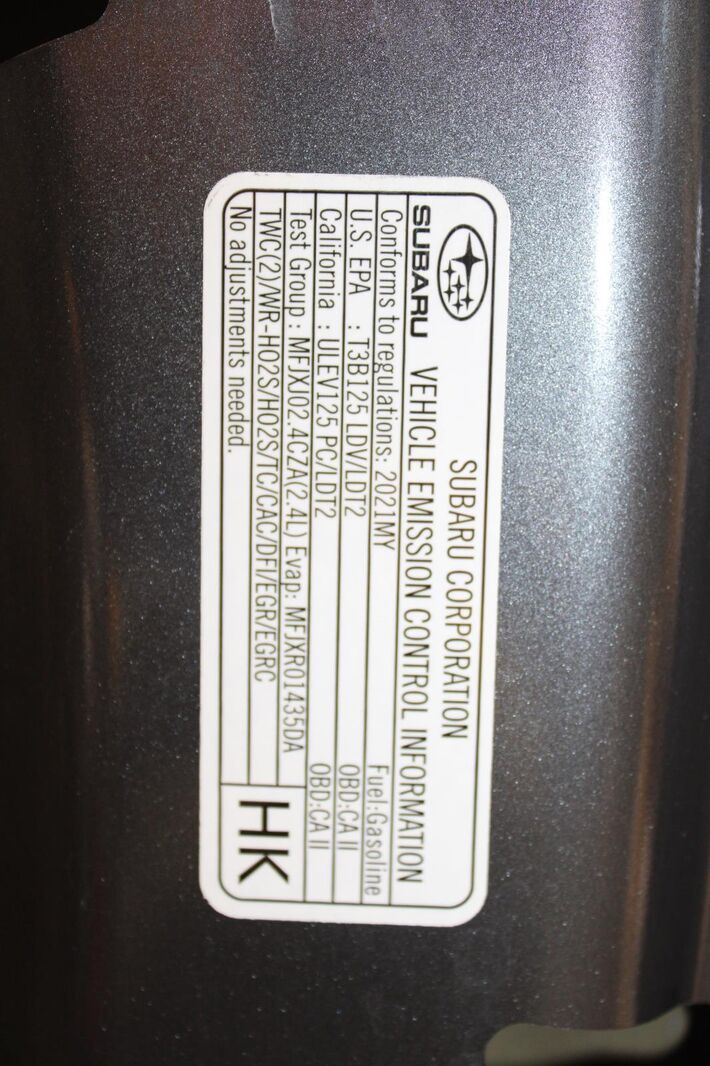 SUBARU CORPORATION
SUBARU VEHICLE EMISSION CONTROL INFORMATION
Conforms to regulations: 2021MY Fuel:Gasoline
U.S. EPA : T3B125 LDV/LDT2 OBD:CA II
California : ULEV125 PC/LDT2 OBD:CA II
Test Group : MFJXJ02.4CZA(2.4L) Evap: MFJXR01435DA
TWC(2)/WR-HO2S/HO2S/TC/CAC/DFI/EGR/EGRC
No adjustments needed.
HK